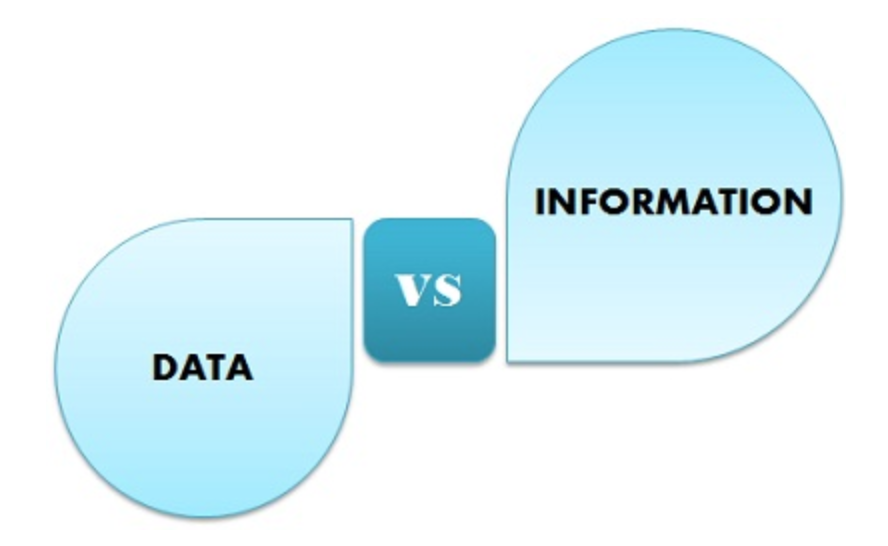 DATA
VS
INFORMATION